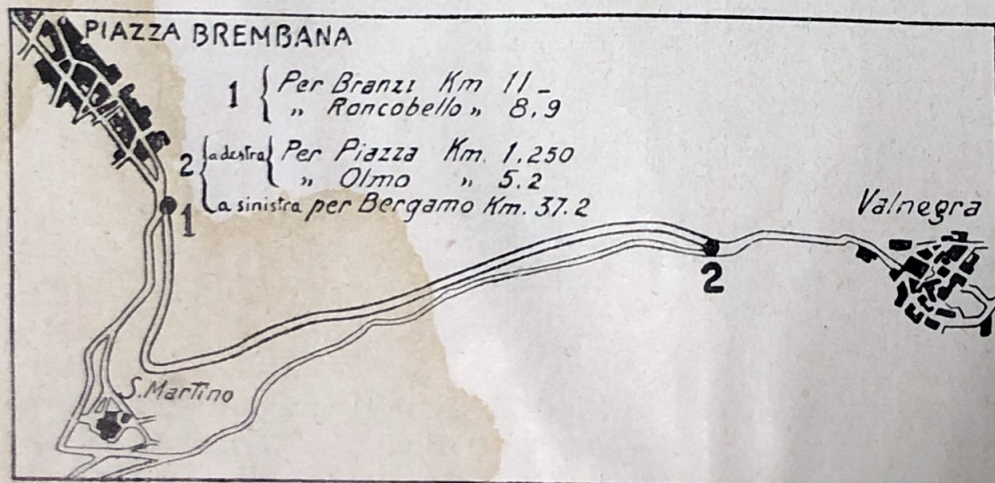 PIAZZA BREMBANA
1 { Per Branzi Km 11 -
„ Roncobello „ 8.9
2 { a destra { Per Piazza Km. 1.250
„ Olmo „ 5.2
a sinistra per Bergamo Km. 37.2
Valnegra
1
2
S. Martino